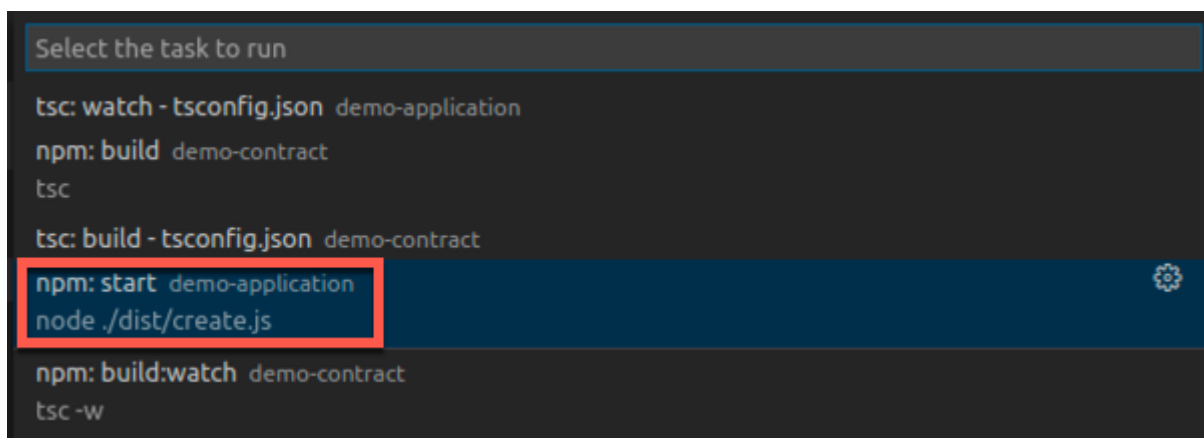 Select the task to run
tsc: watch - tsconfig.json demo-application
npm: build demo-contract
tsc
tsc: build - tsconfig.json demo-contract
npm: start demo-application
node ./dist/create.js
npm: build:watch demo-contract
tsc -w